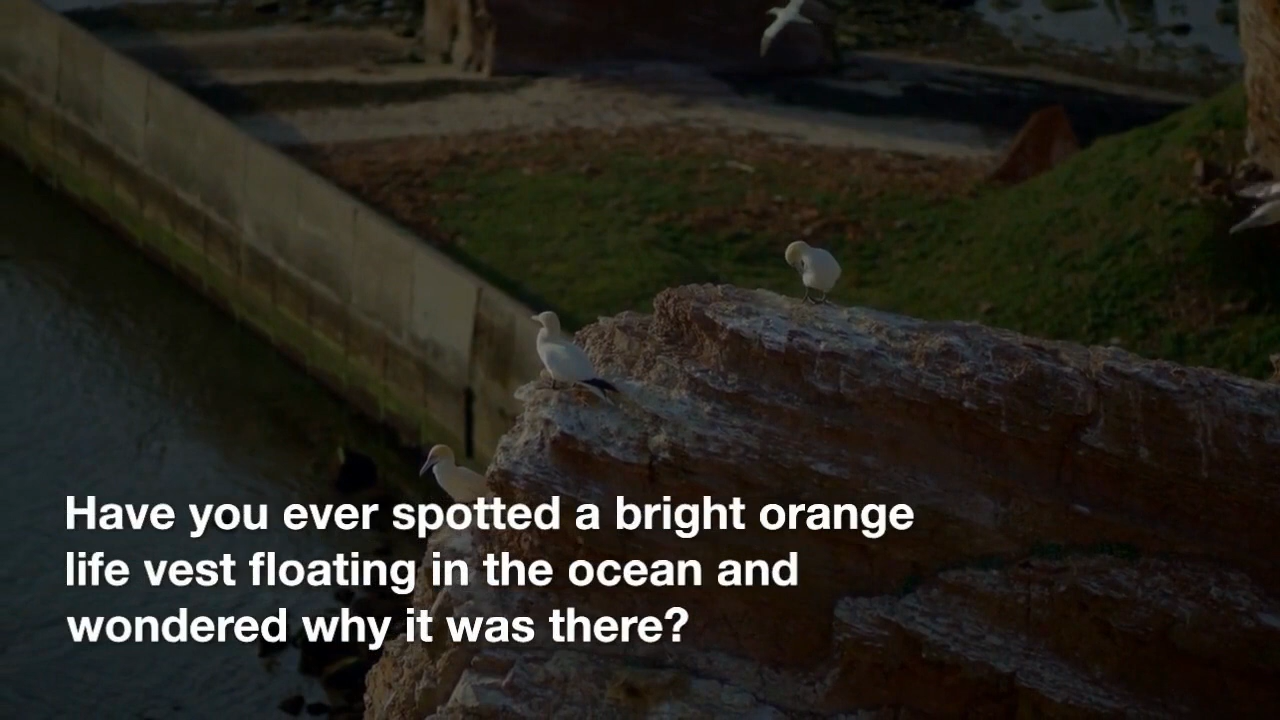 Have you ever spotted a bright orange
life vest floating in the ocean and
wondered why it was there?